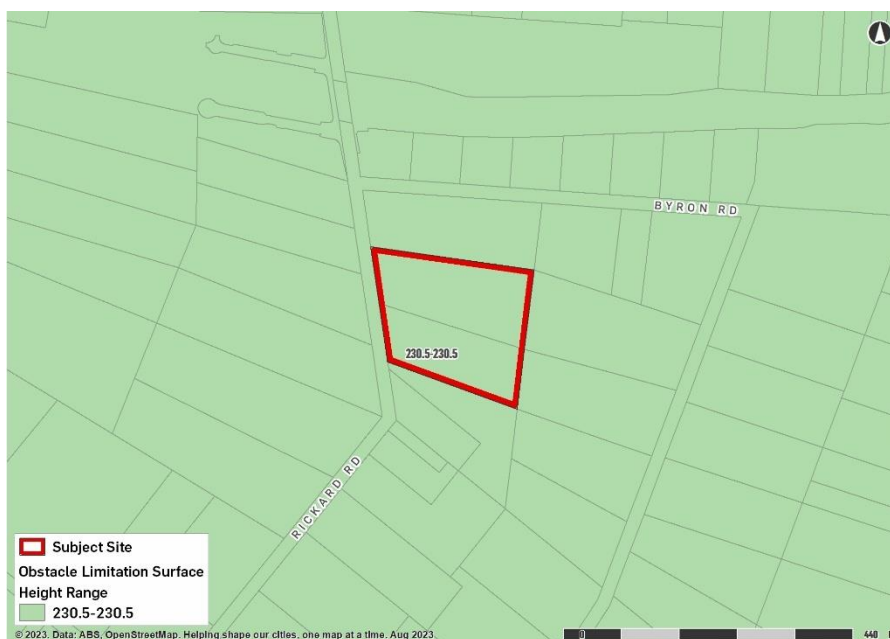 BYRON RD
230.5-230.5
RICKARD RD
Subject Site
Obstacle Limitation Surface
Height Range
230.5-230.5
© 2023. Data: ABS, OpenStreetMap. Helping shape our cities, one map at a time. Aug 2023.
0 440